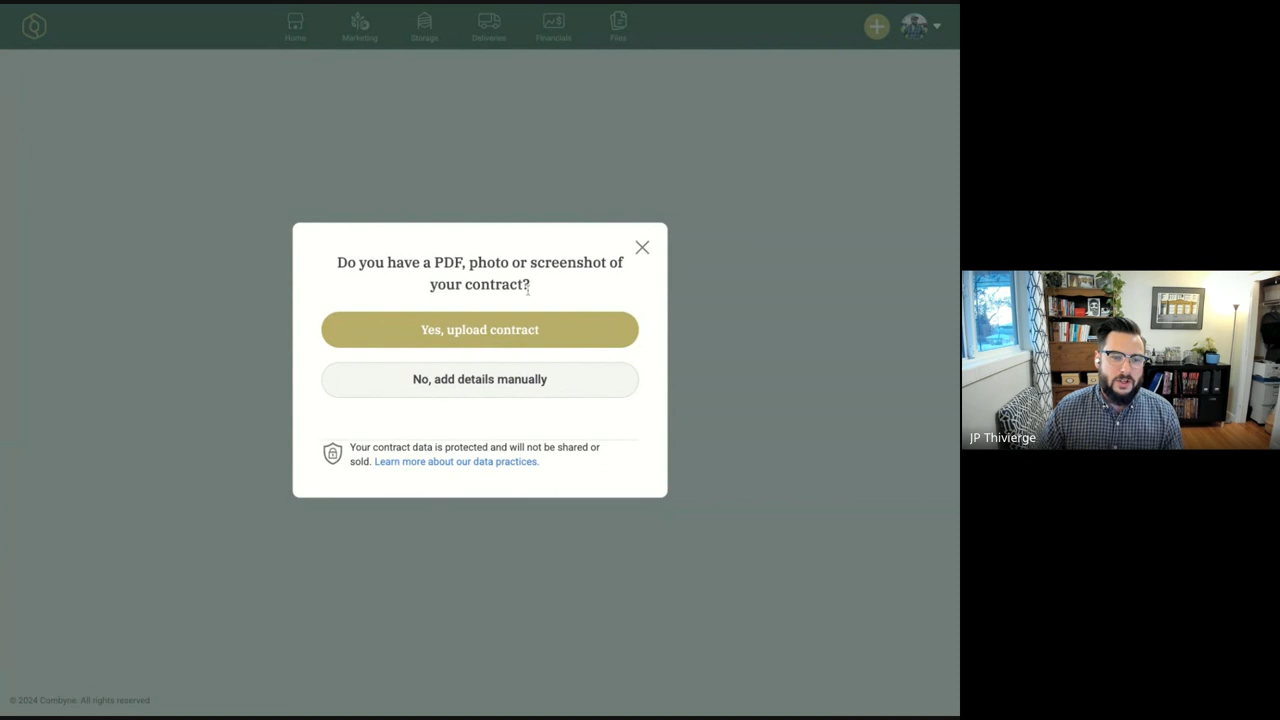 Home Marketing Storage Deliveries Financials Files
Do you have a PDF, photo or screenshot of
your contract?
Yes, upload contract
No, add details manually
Your contract data is protected and will not be shared or
sold. Learn more about our data practices.
JP Thivierge
© 2024 Combyne. All rights reserved